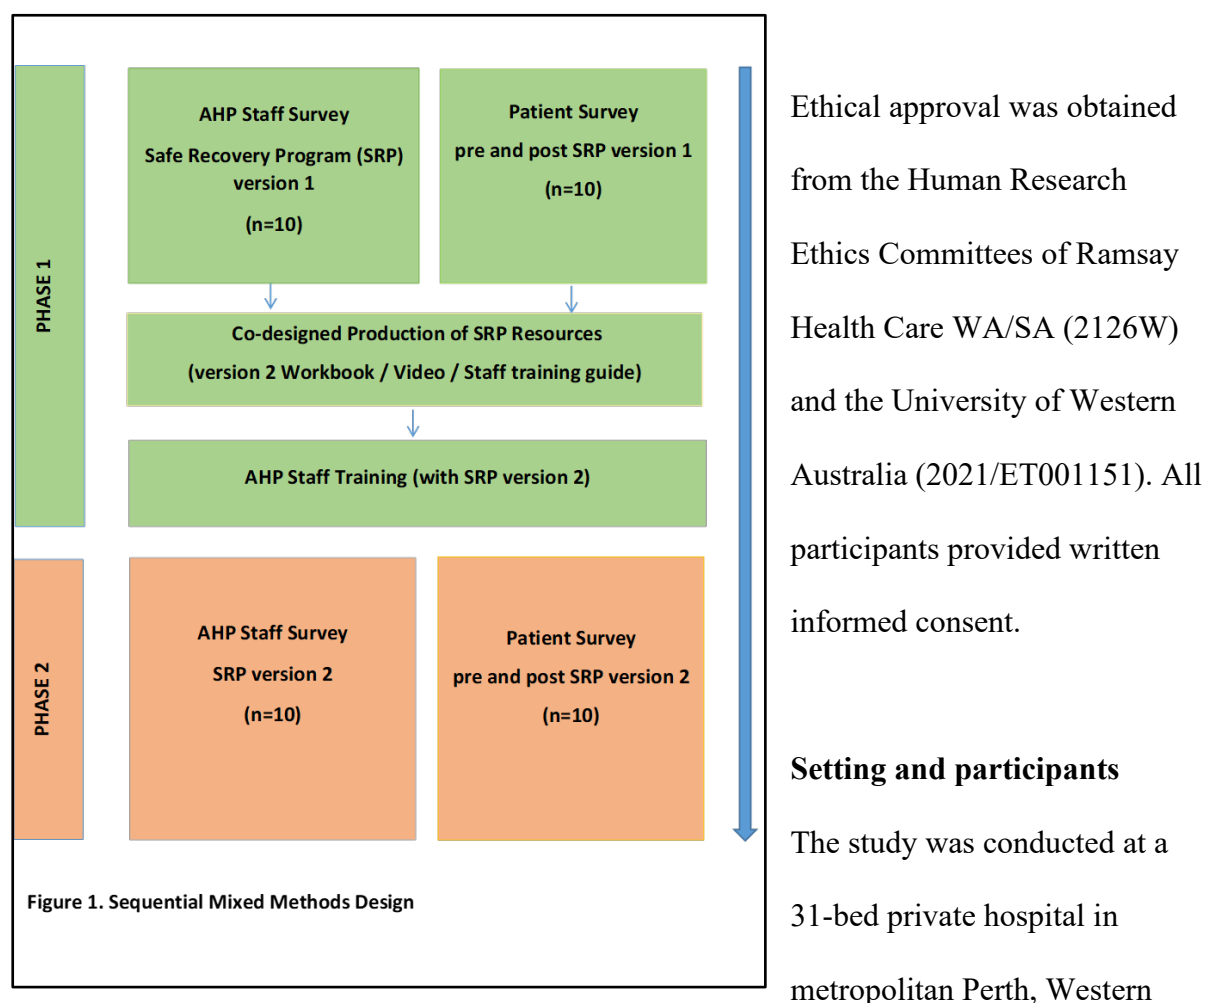 PHASE 1
AHP Staff Survey
Safe Recovery Program (SRP)
version 1
(n=10)
Patient Survey
pre and post SRP version 1
(n=10)
Co-designed Production of SRP Resources
(version 2 Workbook / Video / Staff training guide)
AHP Staff Training (with SRP version 2)
PHASE 2
AHP Staff Survey
SRP version 2
(n=10)
Patient Survey
pre and post SRP version 2
(n=10)
Figure 1. Sequential Mixed Methods Design
Ethical approval was obtained
from the Human Research
Ethics Committees of Ramsay
Health Care WA/SA (2126W)
and the University of Western
Australia (2021/ET001151). All
participants provided written
informed consent.
Setting and participants
The study was conducted at a
31-bed private hospital in
metropolitan Perth, Western